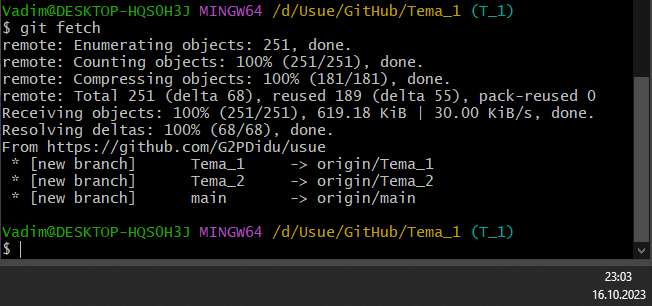 Vadim@DESKTOP-HQSOH3J MINGW64 /d/Usue/GitHub/Tema_1 (T_1)
$ git fetch
remote: Enumerating objects: 251, done.
remote: Counting objects: 100% (251/251), done.
remote: Compressing objects: 100% (181/181), done.
remote: Total 251 (delta 68), reused 189 (delta 55), pack-reused 0
Receiving objects: 100% (251/251), 619.18 KiB | 30.00 KiB/s, done.
Resolving deltas: 100% (68/68), done.
From https://github.com/G2PDidu/usue
 * [new branch]      Tema_1     -> origin/Tema_1
 * [new branch]      Tema_2     -> origin/Tema_2
 * [new branch]      main       -> origin/main
Vadim@DESKTOP-HQSOH3J MINGW64 /d/Usue/GitHub/Tema_1 (T_1)
$
23:03
16.10.2023